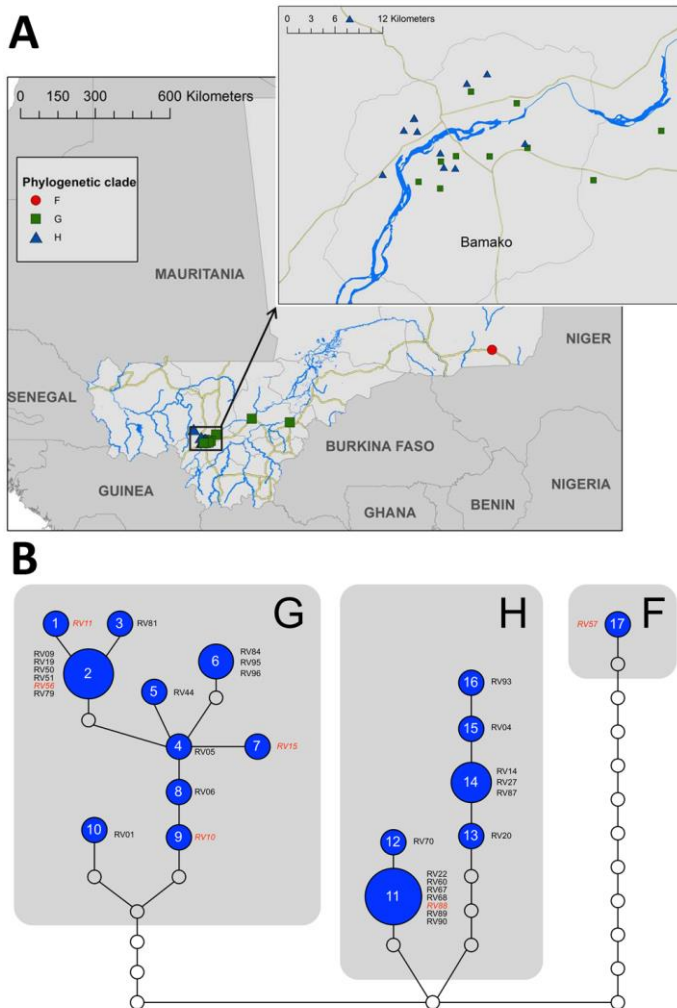 A
0 3 6 12 Kilometers
Bamako
0 150 300 600 Kilometers
Phylogenetic clade
F
G
H
MAURITANIA
NIGER
SENEGAL
BURKINA FASO
GUINEA
NIGERIA
BENIN
GHANA
B
G
H
F
1
RV11
3
RV81
RV09
RV19
RV50
RV51
RV56
RV79
2
6
RV84
RV95
RV96
5
RV44
4
RV05
7
RV15
8
RV06
10
RV01
9
RV10
16
RV93
15
RV04
14
RV14
RV27
RV87
12
RV70
13
RV20
11
RV22
RV60
RV67
RV68
RV88
RV89
RV90
RV57
17